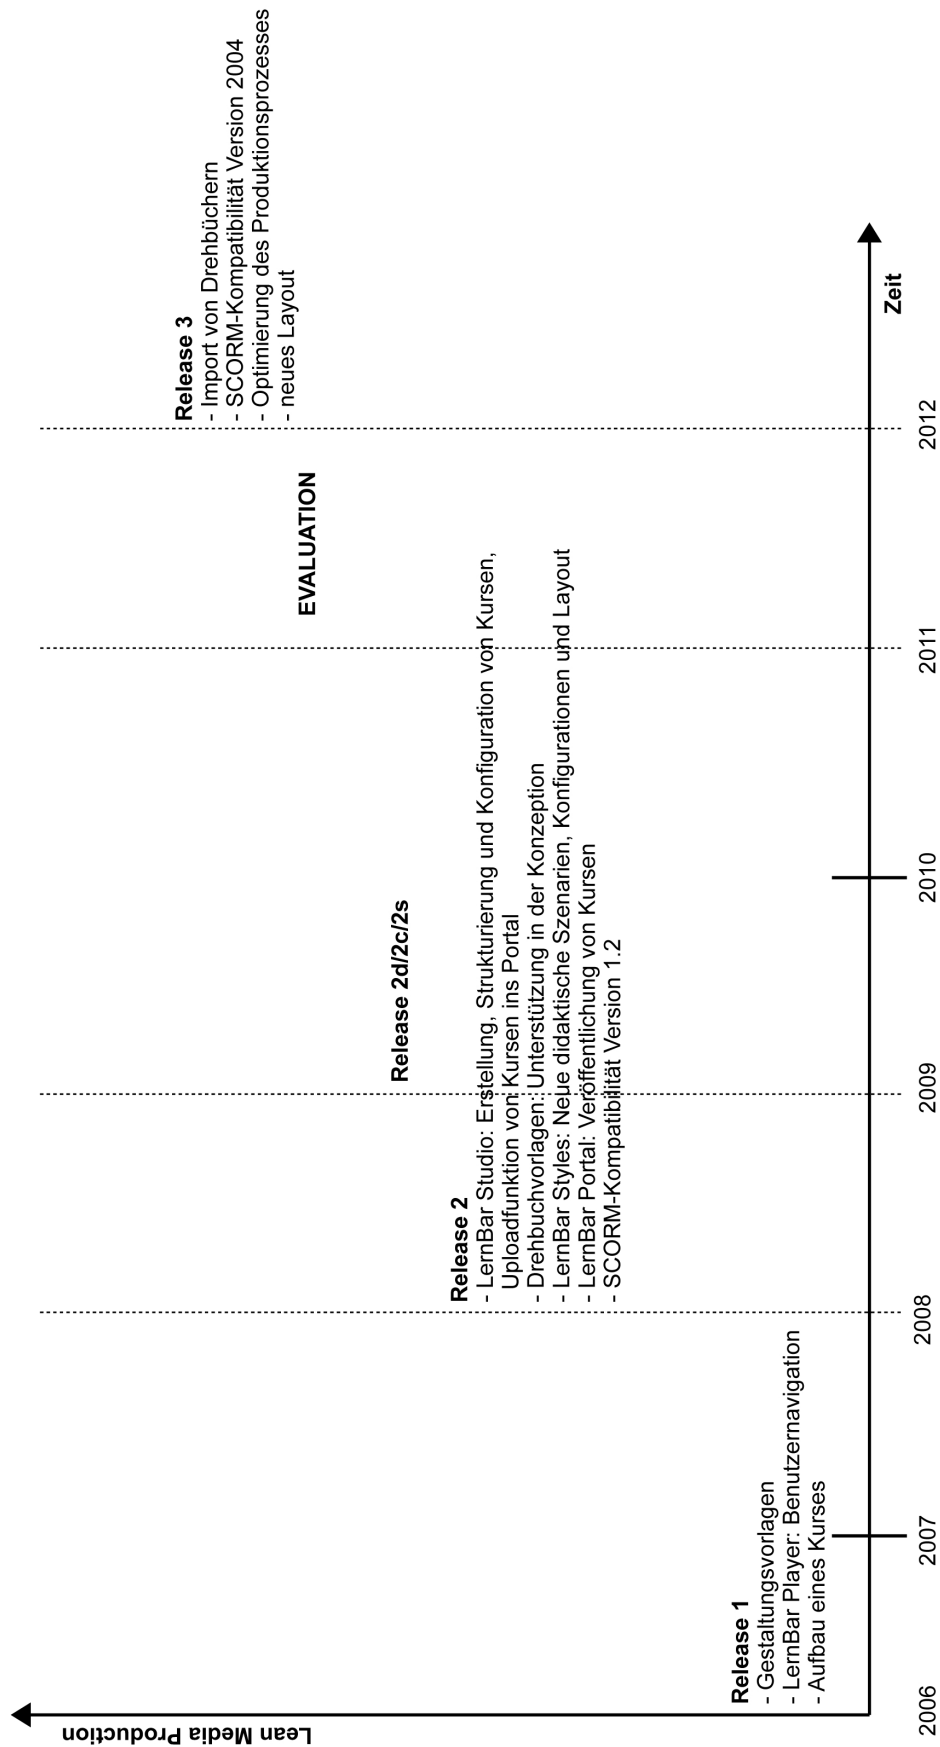 Lean Media Production
Release 3
- Import von Drehbüchern
- SCORM-Kompatibilität Version 2004
- Optimierung des Produktionsprozesses
- neues Layout
EVALUATION
Release 2d/2c/2s
Release 2
- LernBar Studio: Erstellung, Strukturierung und Konfiguration von Kursen,
Uploadfunktion von Kursen ins Portal
- Drehbuchvorlagen: Unterstützung in der Konzeption
- LernBar Styles: Neue didaktische Szenarien, Konfigurationen und Layout
- LernBar Portal: Veröffentlichung von Kursen
- SCORM-Kompatibilität Version 1.2
Release 1
- Gestaltungsvorlagen
- LernBar Player: Benutzernavigation
- Aufbau eines Kurses
Zeit
2006 2007 2008 2009 2010 2011 2012